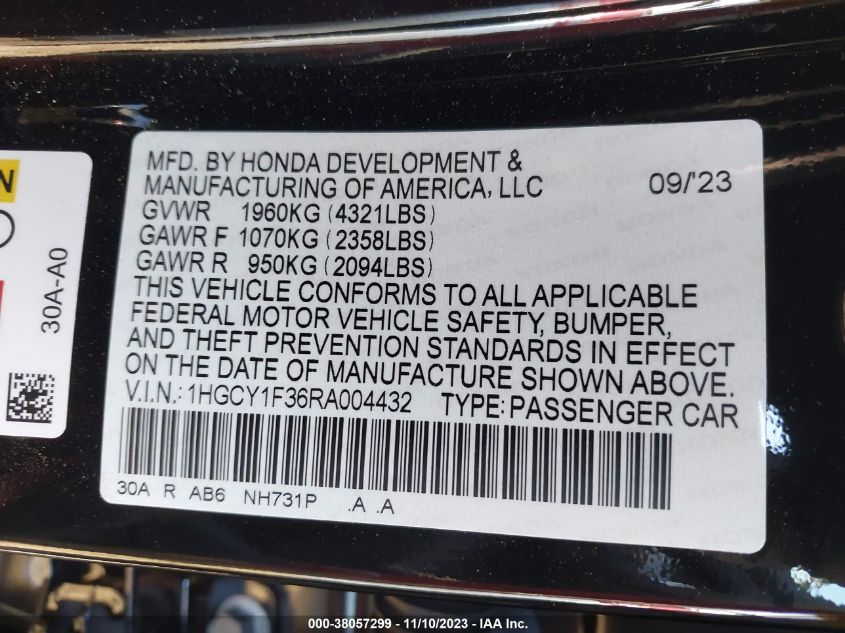 N
30A-A0
MFD. BY HONDA DEVELOPMENT &
MANUFACTURING OF AMERICA, LLC 09/'23
GVWR 1960KG (4321LBS)
GAWR F 1070KG (2358LBS)
GAWR R 950KG (2094LBS)
THIS VEHICLE CONFORMS TO ALL APPLICABLE
FEDERAL MOTOR VEHICLE SAFETY, BUMPER,
AND THEFT PREVENTION STANDARDS IN EFFECT
ON THE DATE OF MANUFACTURE SHOWN ABOVE.
V.I.N.: 1HGCY1F36RA004432 TYPE: PASSENGER CAR
30A R AB6 NH731P .A .A
000-38057299 - 11/10/2023 - IAA Inc.